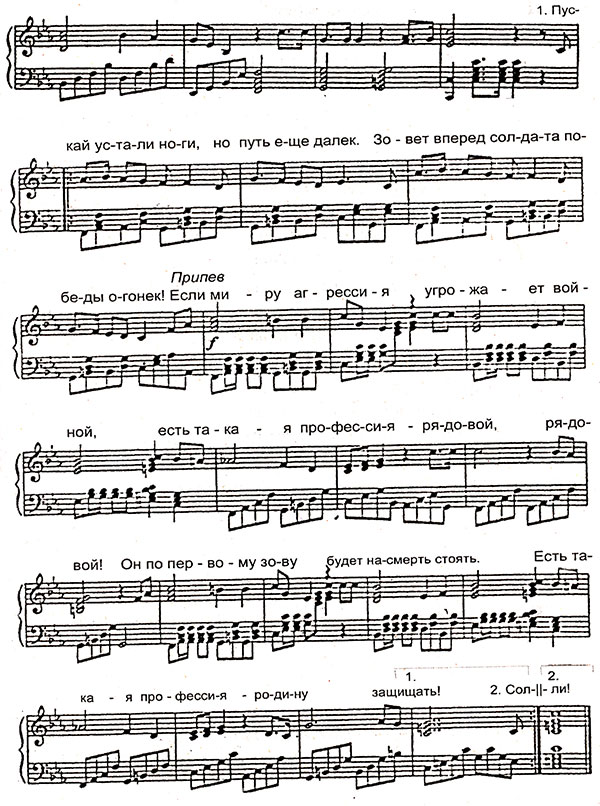 1. Пус-
кай ус-та-ли но-ги, но путь е-ще далек. Зо - вет вперед сол-да-та по-
Припев
бе-ды о-гонек! Если ми - ру аг - ресси - я угро - жа - ет вой -
f
ной, есть та - ка - я про-фес-си-я - ря-до-вой, ря-до-
вой! Он по пер - во - му зо-ву будет на-смерть стоять. Есть та-
1. 2.
ка - я про - фесси-я - ро-ди-ну защищать! 2. Сол-||- ли!